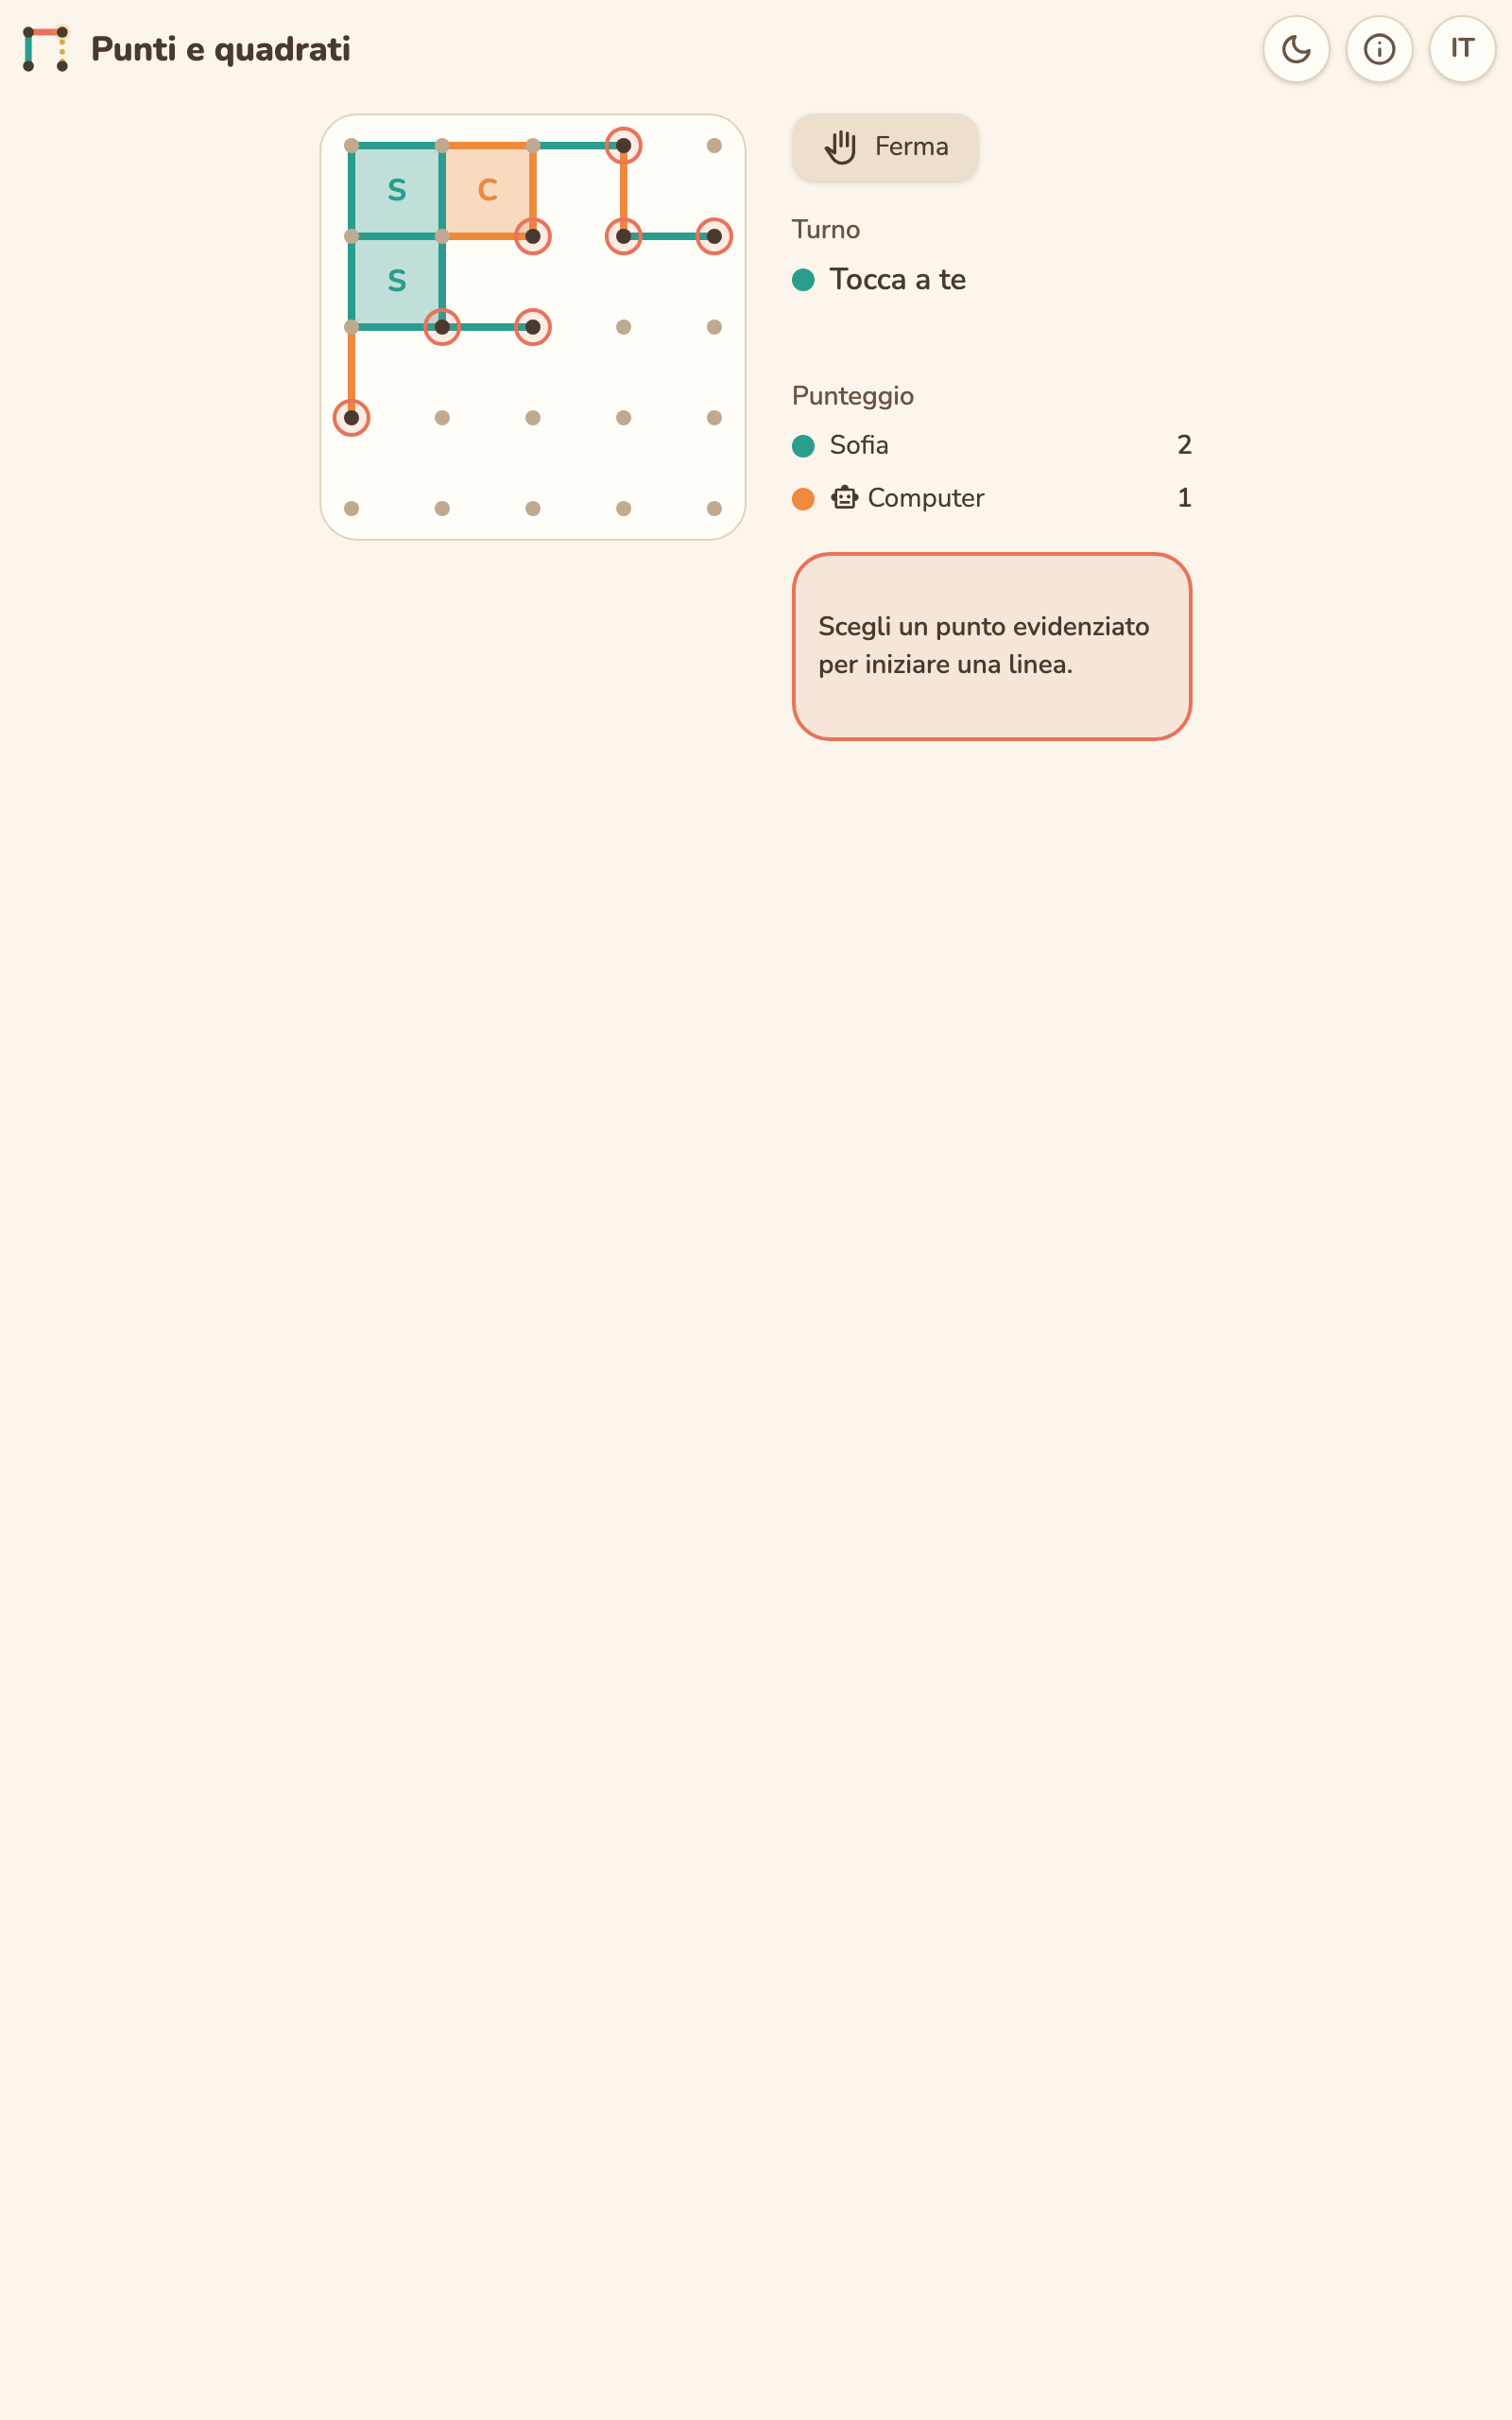 Punti e quadrati
IT
S
C
S
Ferma
Turno
Tocca a te
Punteggio
Sofia 2
Computer 1
Scegli un punto evidenziato
per iniziare una linea.